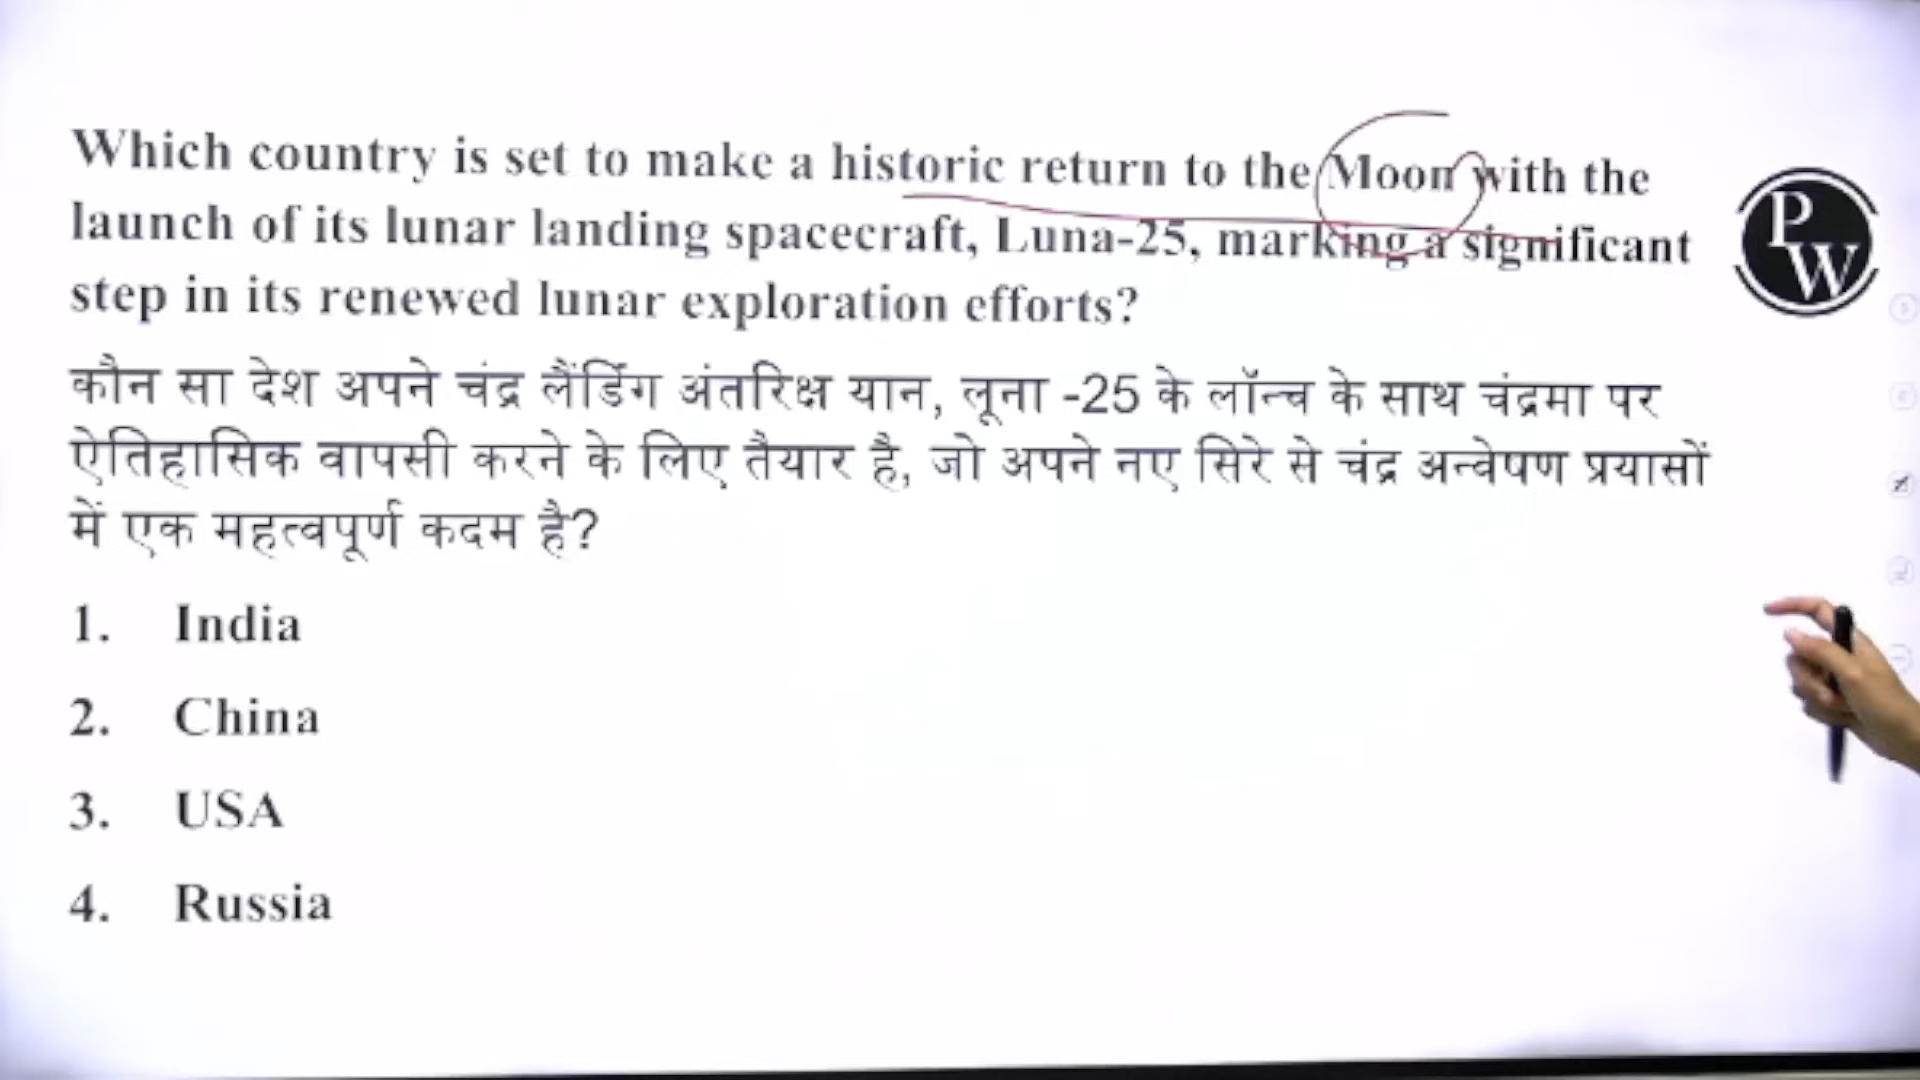 Which country is set to make a historic return to the Moon with the
launch of its lunar landing spacecraft, Luna-25, marking a significant
step in its renewed lunar exploration efforts?
कौन सा देश अपने चंद्र लैंडिंग अंतरिक्ष यान, लूना -25 के लॉन्च के साथ चंद्रमा पर
ऐतिहासिक वापसी करने के लिए तैयार है, जो अपने नए सिरे से चंद्र अन्वेषण प्रयासों
में एक महत्वपूर्ण कदम है?
1. India
2. China
3. USA
4. Russia
PW